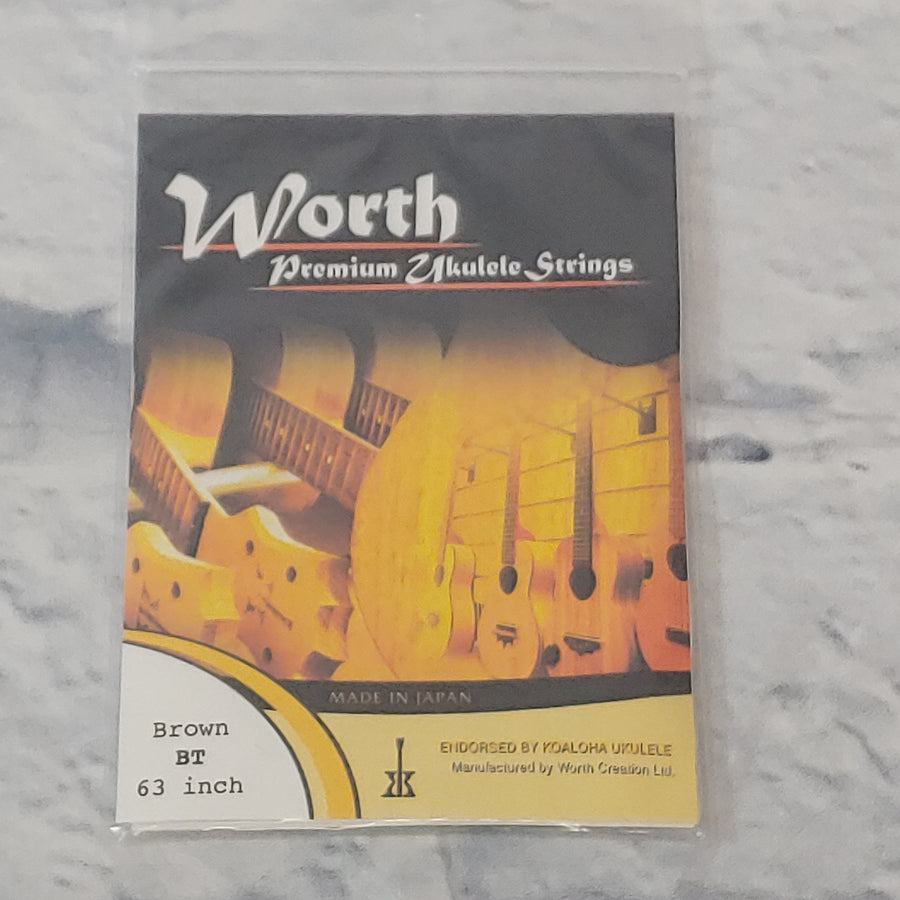 Worth
Premium Ukulele Strings
MADE IN JAPAN
ENDORSED BY KOALOHA UKULELE
Manufactured by Worth Creation Ltd.
Brown
BT
63 inch